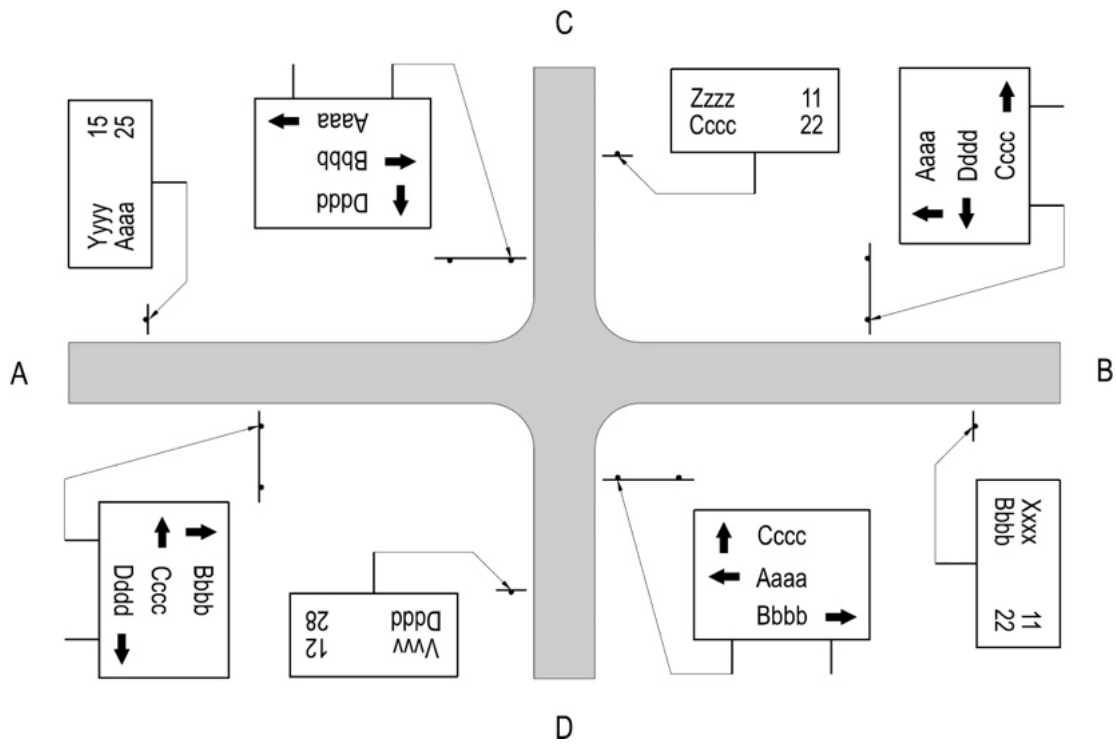 C
Yyyy 15
Aaaa 25
Dddd
Bbbb
Aaaa
Zzzz 11
Cccc 22
Aaaa
Dddd
Cccc
A
B
Bbbb
Cccc
Dddd
Vvvv 12
Dddd 28
Cccc
Aaaa
Bbbb
Xxxx 11
Bbbb 22
D